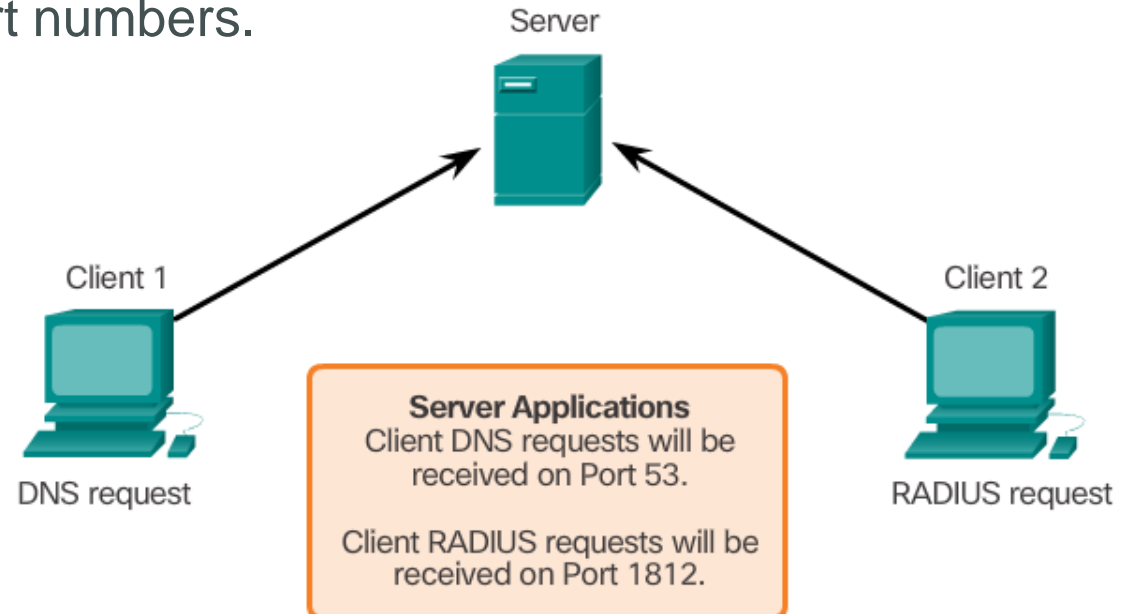 rt numbers.
Server
Client 1
Client 2
Server Applications
Client DNS requests will be
received on Port 53.
Client RADIUS requests will be
received on Port 1812.
DNS request
RADIUS request